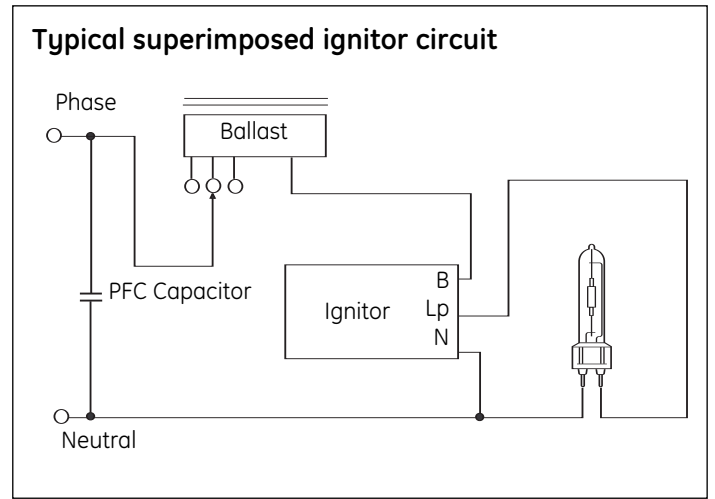 Typical superimposed ignitor circuit
Phase
Ballast
PFC Capacitor
B
Ignitor
Lp
N
Neutral